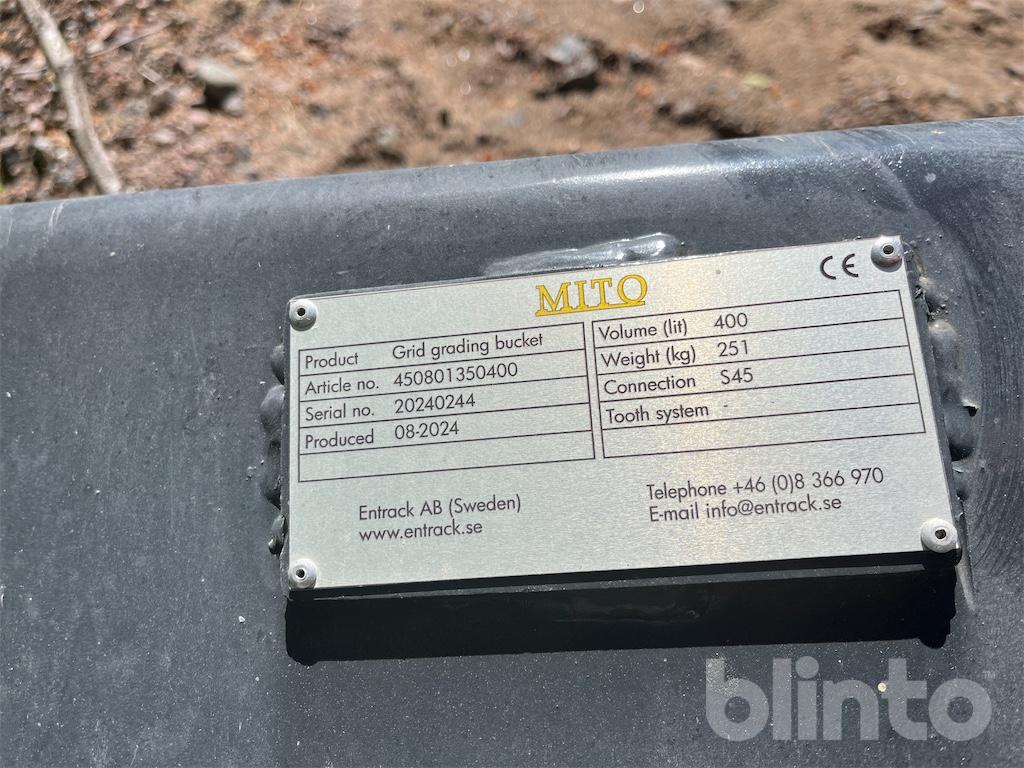 MITO
CE
Product Grid grading bucket
Article no. 450801350400
Serial no. 20240244
Produced 08-2024
Volume (lit) 400
Weight (kg) 251
Connection S45
Tooth system -
Entrack AB (Sweden)
www.entrack.se
Telephone +46 (0)8 366 970
E-mail info@entrack.se
blinto